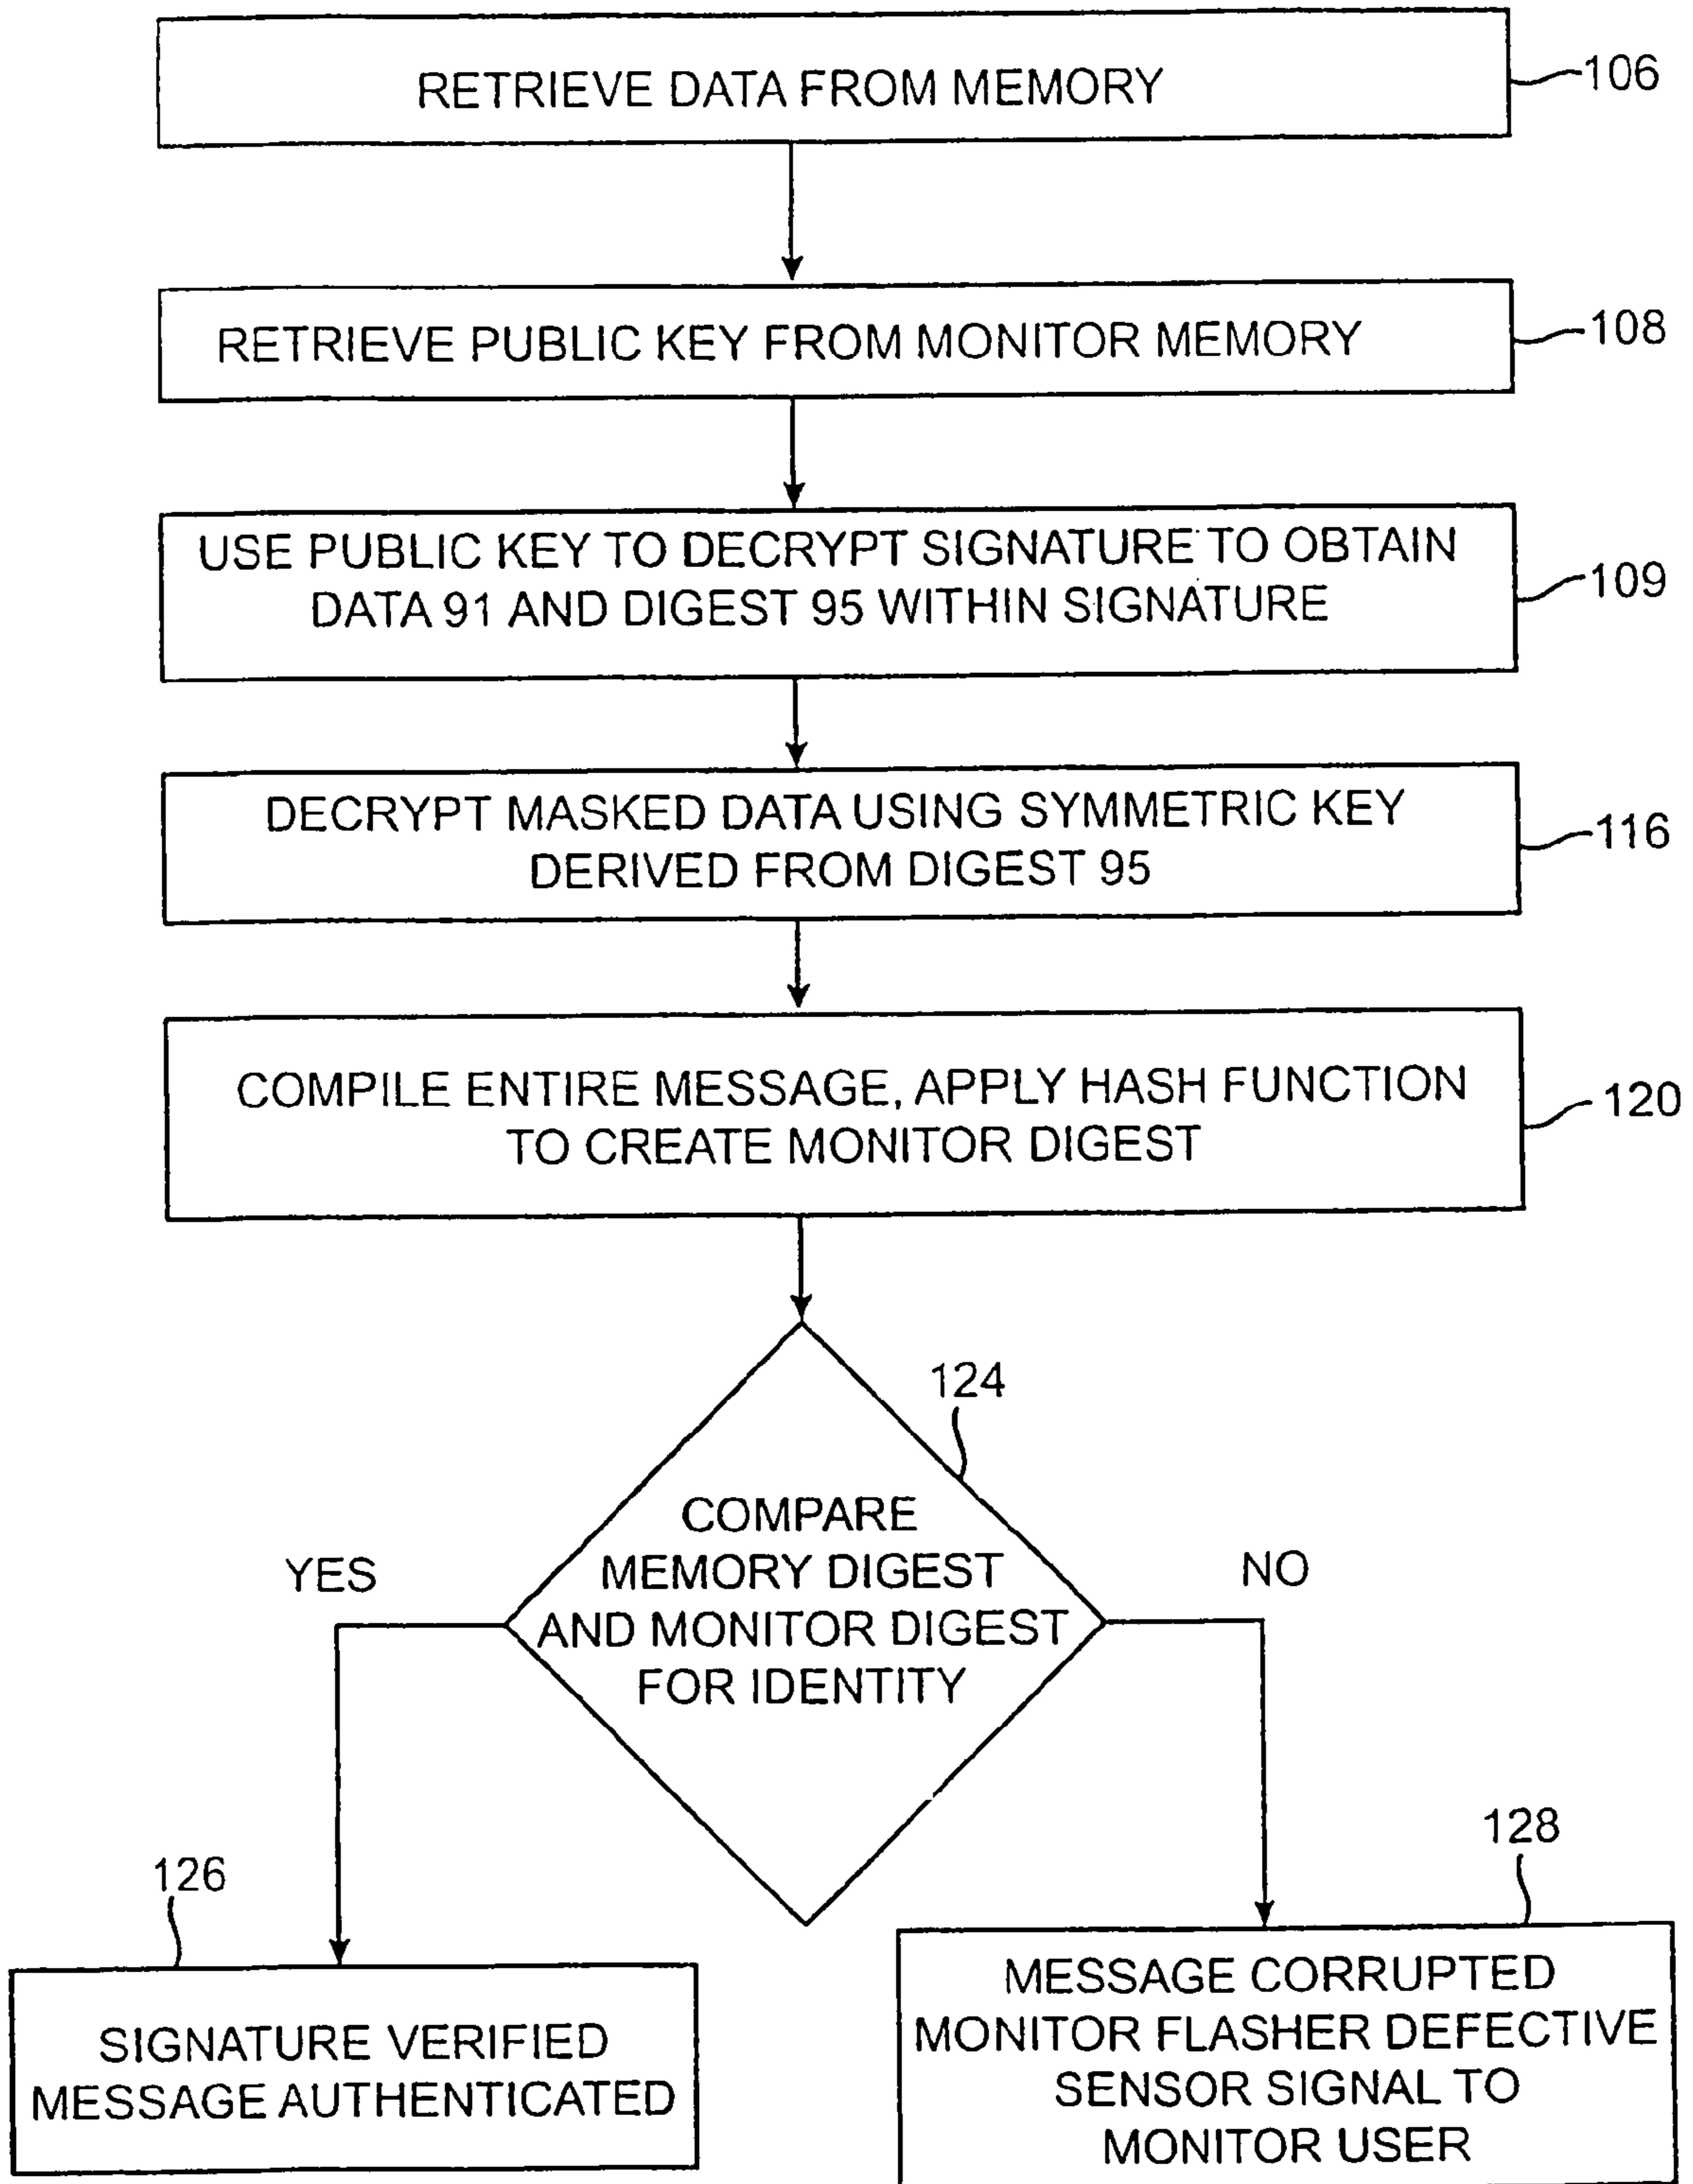 RETRIEVE DATA FROM MEMORY
106
RETRIEVE PUBLIC KEY FROM MONITOR MEMORY
108
USE PUBLIC KEY TO DECRYPT SIGNATURE TO OBTAIN
DATA 91 AND DIGEST 95 WITHIN SIGNATURE
109
DECRYPT MASKED DATA USING SYMMETRIC KEY
DERIVED FROM DIGEST 95
116
COMPILE ENTIRE MESSAGE, APPLY HASH FUNCTION
TO CREATE MONITOR DIGEST
120
124
COMPARE
MEMORY DIGEST
AND MONITOR DIGEST
FOR IDENTITY
YES
NO
126
SIGNATURE VERIFIED
MESSAGE AUTHENTICATED
128
MESSAGE CORRUPTED
MONITOR FLASHER DEFECTIVE
SENSOR SIGNAL TO
MONITOR USER